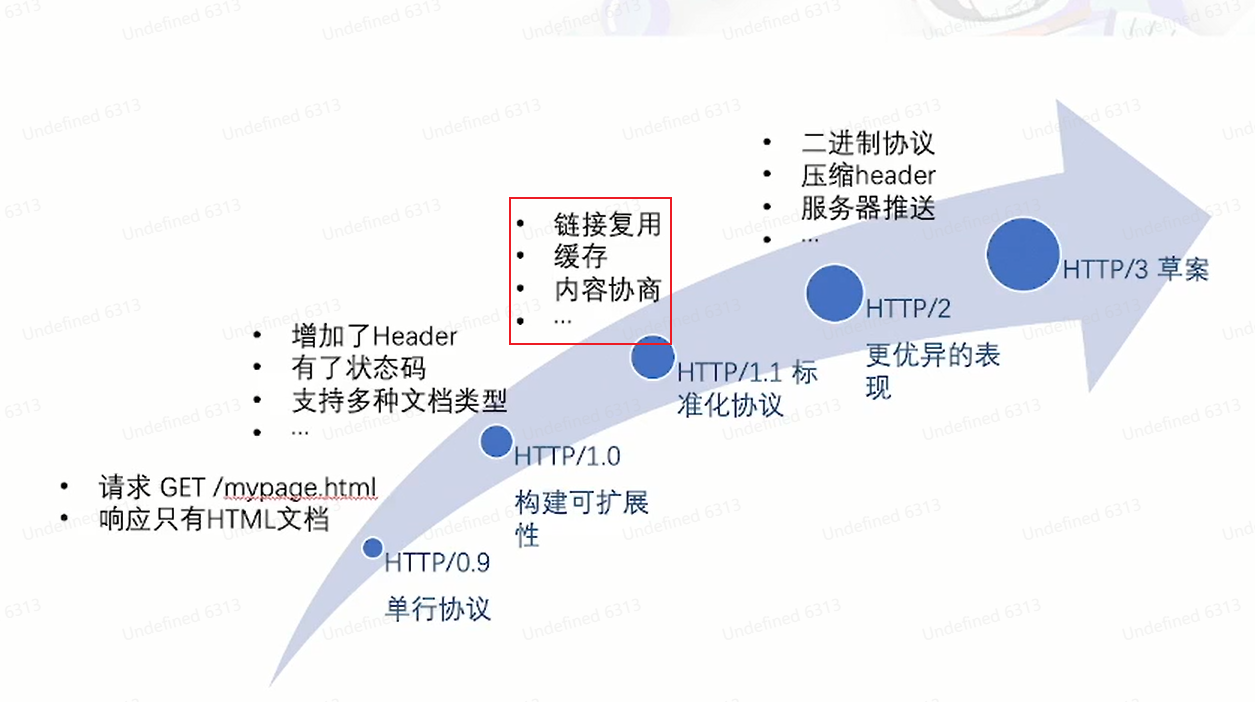 • 二进制协议
• 压缩header
• 服务器推送
• ...
HTTP/3 草案
• 链接复用
• 缓存
• 内容协商
• ...
HTTP/2
更优异的表
现
• 增加了Header
• 有了状态码
• 支持多种文档类型
• ...
HTTP/1.1 标
准化协议
HTTP/1.0
构建可扩展
性
• 请求 GET /mypage.html
• 响应只有HTML文档
HTTP/0.9
单行协议
Undefined 6313